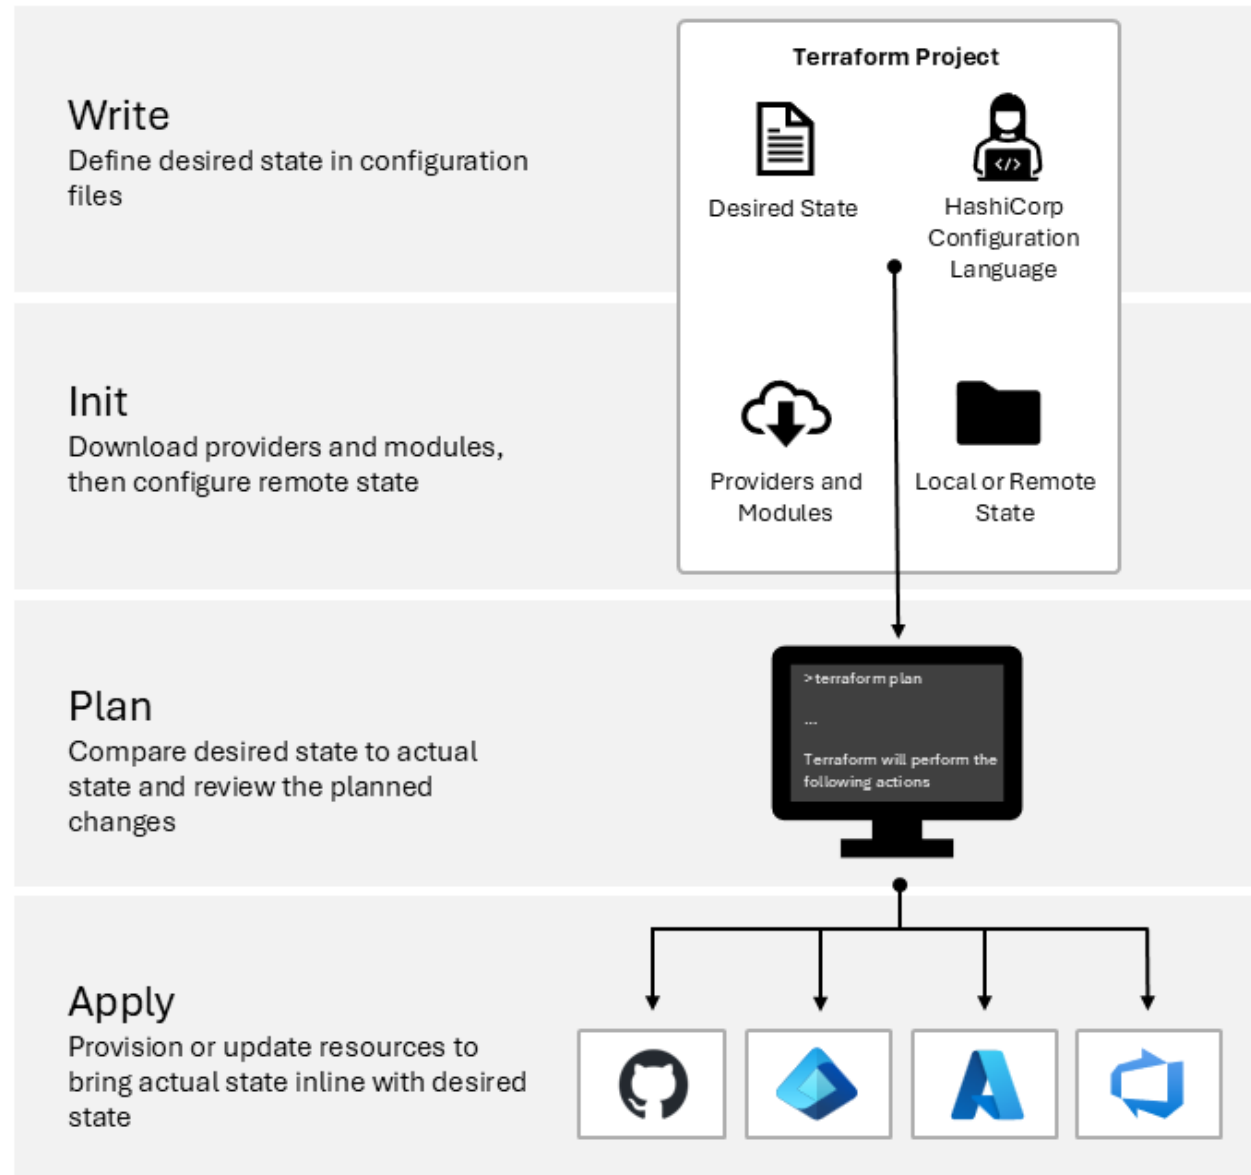 Terraform Project
Write
Define desired state in configuration
files
</>
Desired State
HashiCorp
Configuration
Language
Init
Download providers and modules,
then configure remote state
Providers and
Modules
Local or Remote
State
Plan
Compare desired state to actual
state and review the planned
changes
>terraform plan
...
Terraform will perform the
following actions
Apply
Provision or update resources to
bring actual state inline with desired
state